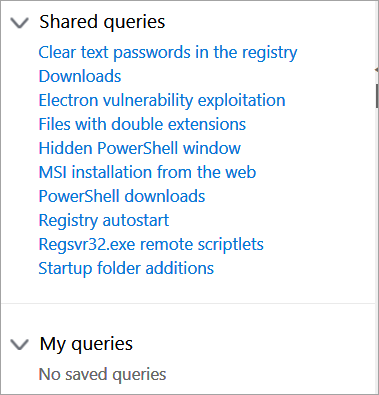 Shared queries
Clear text passwords in the registry
Downloads
Electron vulnerability exploitation
Files with double extensions
Hidden PowerShell window
MSI installation from the web
PowerShell downloads
Registry autostart
Regsvr32.exe remote scriptlets
Startup folder additions
My queries
No saved queries